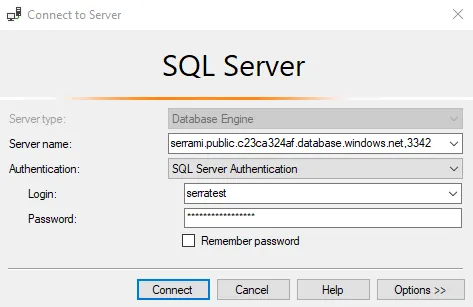 Connect to Server
SQL Server
Server type: Database Engine
Server name: serrami.public.c23ca324af.database.windows.net,3342
Authentication: SQL Server Authentication
Login: serratest
Password: *****************
Remember password
Connect Cancel Help Options >>